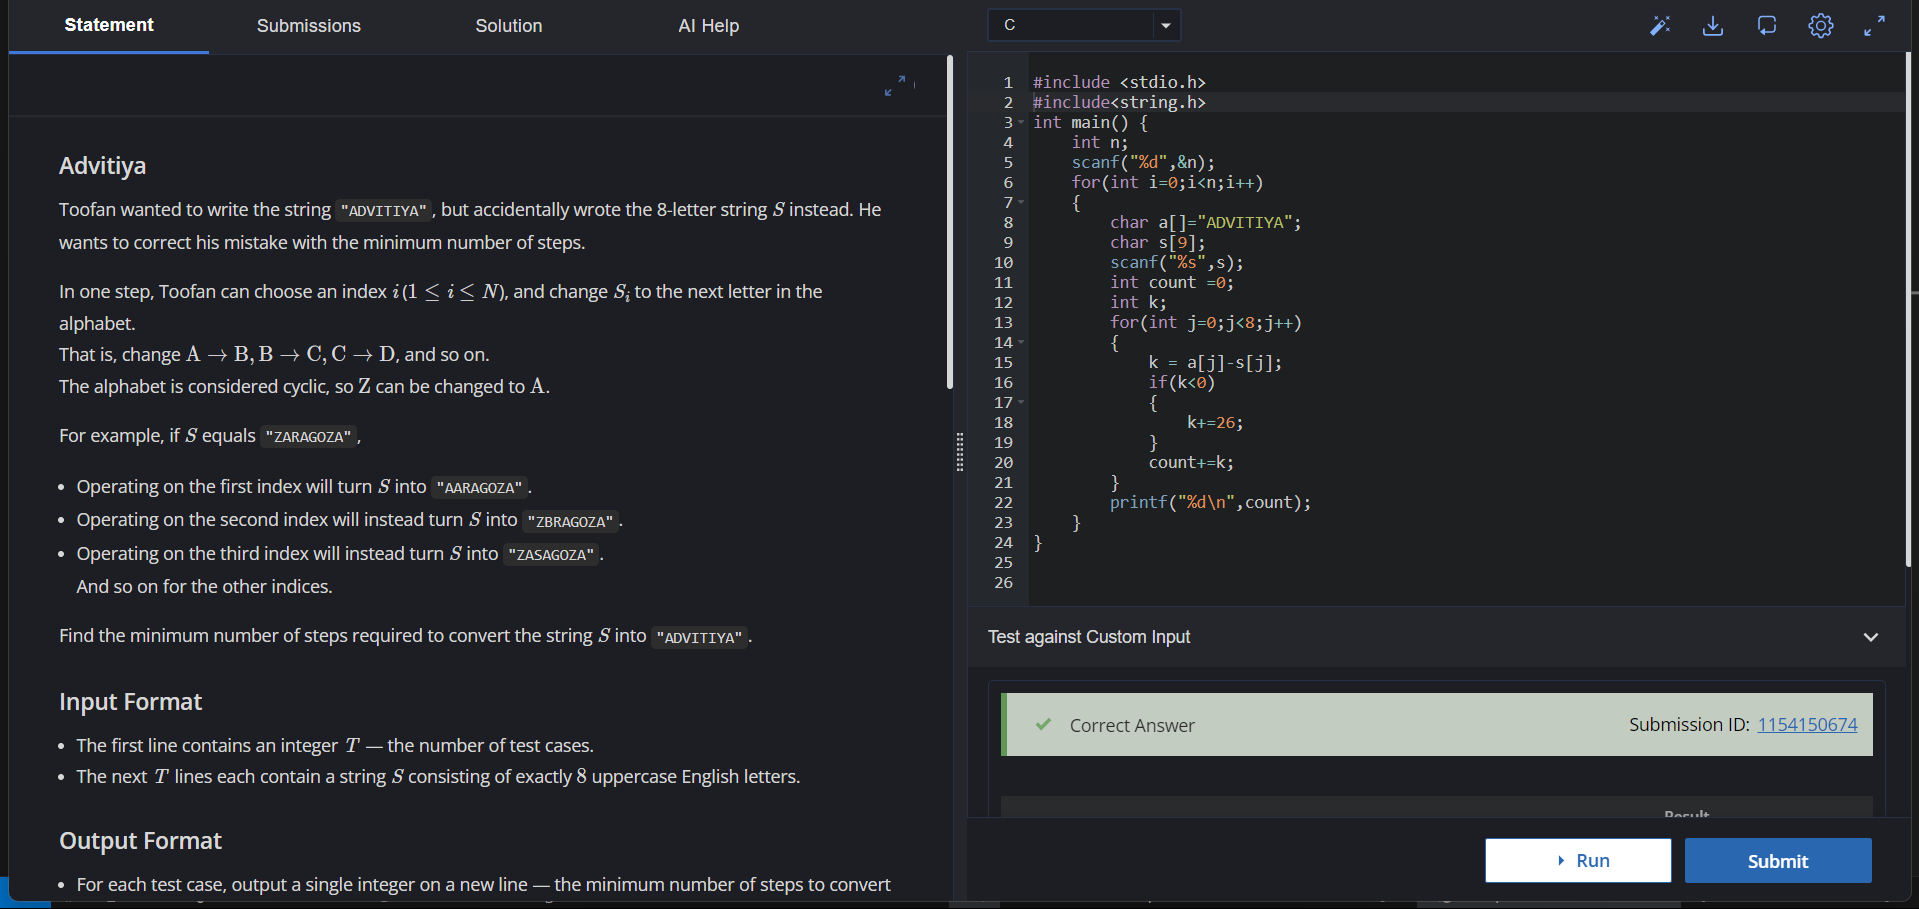 Statement
Submissions
Solution
AI Help
C
Advitiya
Toofan wanted to write the string "ADVITIYA", but accidentally wrote the 8-letter string S instead. He
wants to correct his mistake with the minimum number of steps.
In one step, Toofan can choose an index i (1 ≤ i ≤ N), and change Sᵢ to the next letter in the
alphabet.
That is, change A → B, B → C, C → D, and so on.
The alphabet is considered cyclic, so Z can be changed to A.
For example, if S equals "ZARAGOZA",
• Operating on the first index will turn S into "AARAGOZA".
• Operating on the second index will instead turn S into "ZBRAGOZA".
• Operating on the third index will instead turn S into "ZASAGOZA".
And so on for the other indices.
Find the minimum number of steps required to convert the string S into "ADVITIYA".
Input Format
• The first line contains an integer T — the number of test cases.
• The next T lines each contain a string S consisting of exactly 8 uppercase English letters.
Output Format
• For each test case, output a single integer on a new line — the minimum number of steps to convert
1 #include <stdio.h>
2 #include<string.h>
3 int main() {
4     int n;
5     scanf("%d",&n);
6     for(int i=0;i<n;i++)
7     {
8         char a[]="ADVITIYA";
9         char s[9];
10         scanf("%s",s);
11         int count =0;
12         int k;
13         for(int j=0;j<8;j++)
14         {
15             k = a[j]-s[j];
16             if(k<0)
17             {
18                 k+=26;
19             }
20             count+=k;
21         }
22         printf("%d\n",count);
23     }
24 }
25
26
Test against Custom Input
Correct Answer
Submission ID: 1154150674
Result
Run
Submit